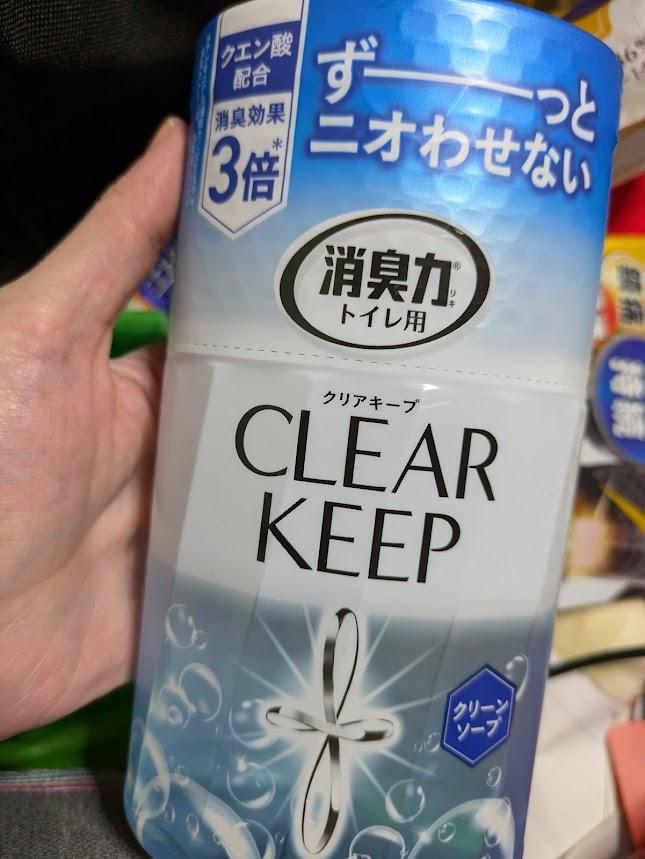 クエン酸
配合
消臭効果
3倍*
ず――っと
ニオわせない
消臭力®
リキ
トイレ用
クリアキープ
CLEAR
KEEP
クリーン
ソープ
持続